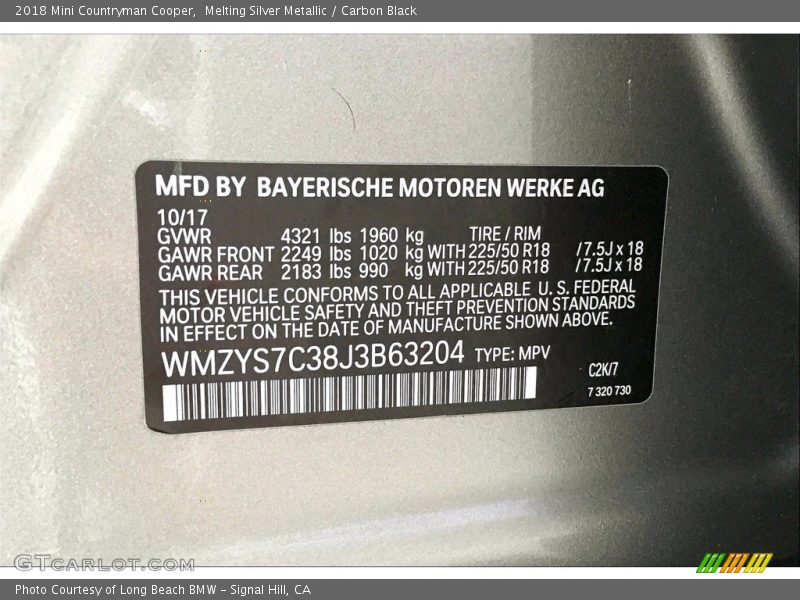 2018 Mini Countryman Cooper,  Melting Silver Metallic / Carbon Black
MFD BY BAYERISCHE MOTOREN WERKE AG
10/17
GVWR 4321 lbs 1960 kg TIRE / RIM
GAWR FRONT 2249 lbs 1020 kg WITH 225/50 R18 /7.5J x 18
GAWR REAR 2183 lbs 990 kg WITH 225/50 R18 /7.5J x 18
THIS VEHICLE CONFORMS TO ALL APPLICABLE U. S. FEDERAL
MOTOR VEHICLE SAFETY AND THEFT PREVENTION STANDARDS
IN EFFECT ON THE DATE OF MANUFACTURE SHOWN ABOVE.
WMZYS7C38J3B63204 TYPE: MPV
C2K/7
7 320 730
GTcarlot.com
Photo Courtesy of Long Beach BMW - Signal Hill, CA